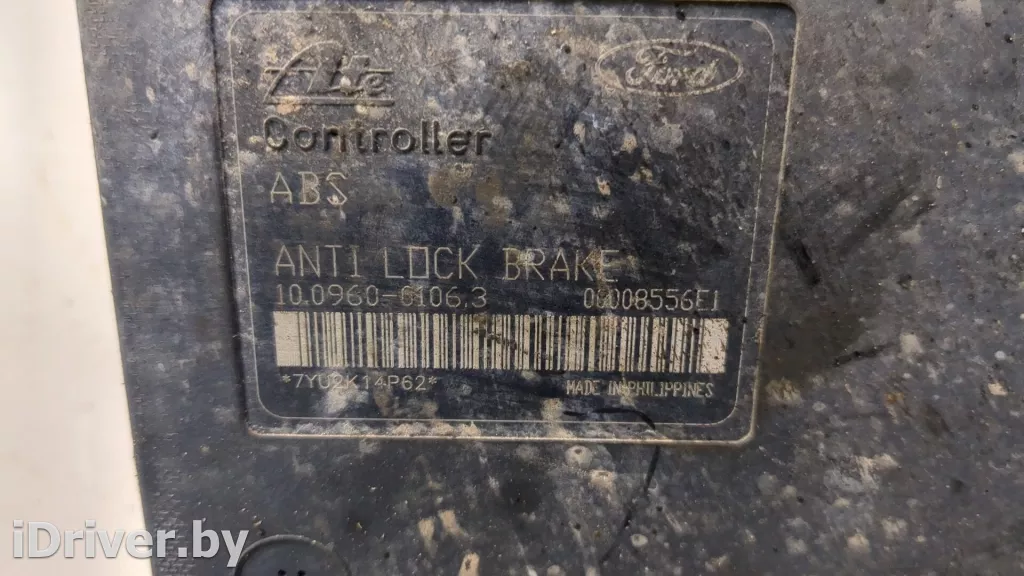 Ate
Ford
Controller
ABS
ANTI LOCK BRAKE
10.0960-0106.3 00008556E1
*7Y02K14P62* MADE IN PHILIPPINES
iDriver.by